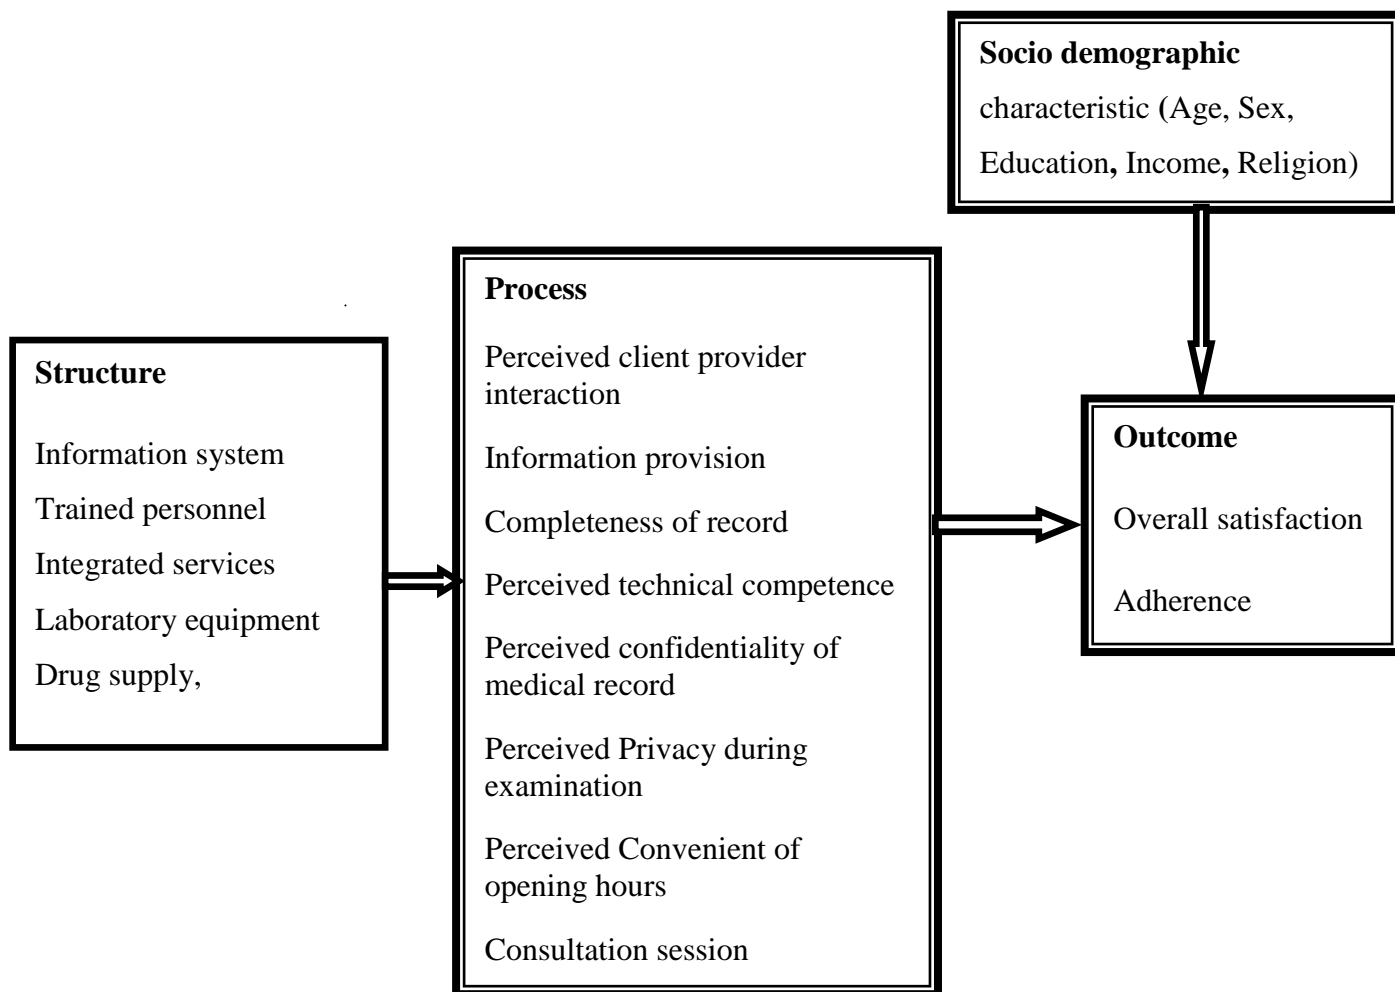 Socio demographic
characteristic (Age, Sex,
Education, Income, Religion)
Structure
Information system
Trained personnel
Integrated services
Laboratory equipment
Drug supply,
Process
Perceived client provider
interaction
Information provision
Completeness of record
Perceived technical competence
Perceived confidentiality of
medical record
Perceived Privacy during
examination
Perceived Convenient of
opening hours
Consultation session
Outcome
Overall satisfaction
Adherence